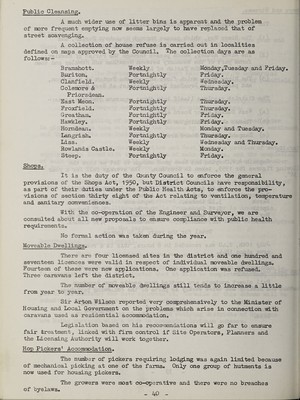 Public Cleansing.
A much wider use of litter bins is apparent and the problem
of more frequent emptying now seems largely to have replaced that of
street scavenging.
A collection of house refuse is carried out in localities
defined on maps approved by the Council. The collection days are as
follows:-
Bramshott. Weekly Monday, Tuesday and Friday.
Buriton. Fortnightly Friday.
Clanfield. Weekly Wednesday.
Colemore & Fortnightly Thursday.
Priorsdean.
East Meon. Fortnightly Thursday.
Froxfield. Fortnightly Thursday.
Greatham. Fortnightly Friday.
Hawkley. Fortnightly Friday.
Horndean. Weekly Monday and Tuesday.
Langrish. Fortnightly Thursday.
Liss. Weekly Wednesday and Thursday.
Rowlands Castle. Weekly Monday.
Steep. Fortnightly Friday.
Shops.
It is the duty of the County Council to enforce the general
provisions of the Shops Act, 1950, but District Councils have responsibility,
as part of their duties under the Public Health Acts, to enforce the pro-
visions of Section thirty eight of the Act relating to ventilation, temperature
and sanitary conveniences.
With the co-operation of the Engineer and Surveyor, we are
consulted about all new proposals to ensure compliance with public health
requirements.
No formal action was taken during the year.
Moveable Dwellings.
There are four licensed sites in the district and one hundred and
seventeen licences were valid in respect of individual moveable dwellings.
Fourteen of these were new applications. One application was refused.
Three caravans left the district.
The number of moveable dwellings still tends to increase a little
from year to year.
Sir Arton Wilson reported very comprehensively to the Minister of
Housing and Local Government on the problems which arise in connection with
caravans used as residential accommodation.
Legislation based on his recommendations will go far to ensure
fair treatment, linked with firm control if Site Operators, Planners and
the Licensing Authority will work together.
Hop Pickers' Accommodation.
The number of pickers requiring lodging was again limited because
of mechanical picking at one of the farms. Only one group of hutments is
now used for housing pickers.
The growers were most co-operative and there were no breaches
of byelaws.
- 40 -